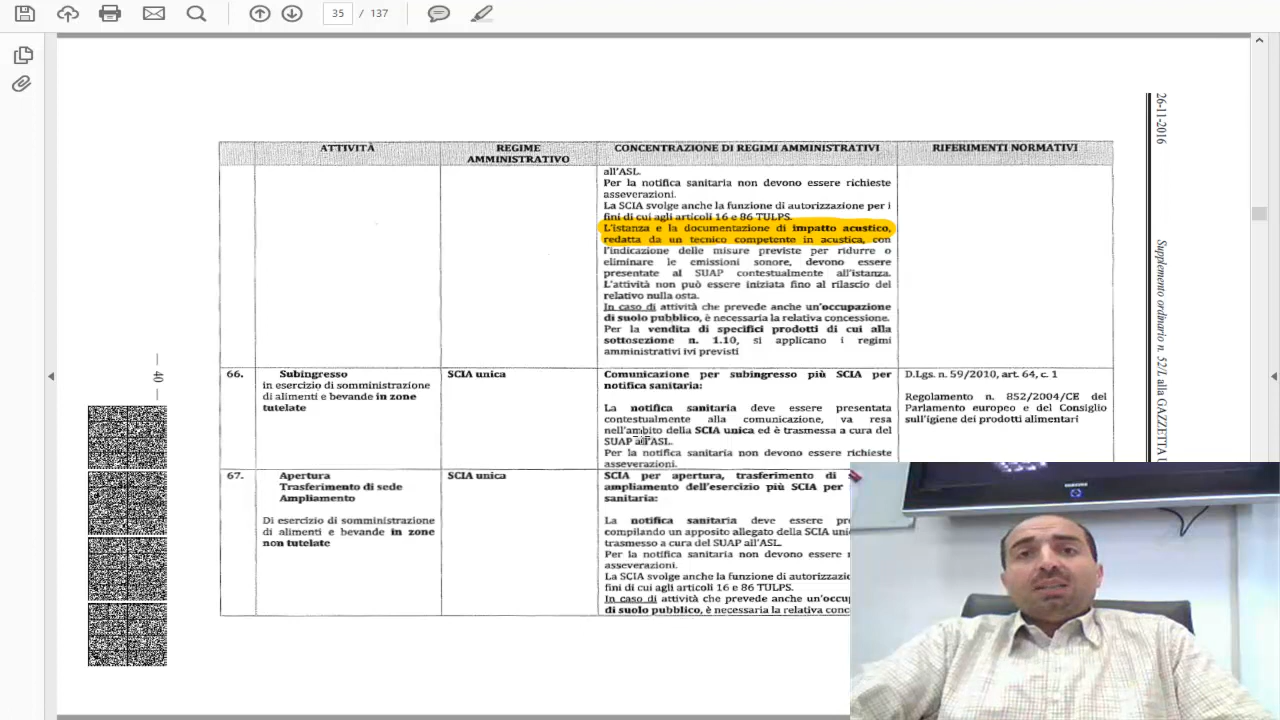 35 / 137
26-11-2016
Supplemento ordinario n. 52/L alla GAZZETTA U
— 40 —
ATTIVITÀ
REGIME
AMMINISTRATIVO
CONCENTRAZIONE DI REGIMI AMMINISTRATIVI
RIFERIMENTI NORMATIVI
all'ASL.
Per la notifica sanitaria non devono essere richieste
asseverazioni.
La SCIA svolge anche la funzione di autorizzazione per i
fini di cui agli articoli 16 e 86 TULPS.
L'istanza e la documentazione di impatto acustico,
redatta da un tecnico competente in acustica, con
l'indicazione delle misure previste per ridurre o
eliminare le emissioni sonore, devono essere
presentate al SUAP contestualmente all'istanza.
L'attività non può essere iniziata fino al rilascio del
relativo nulla osta.
In caso di attività che prevede anche un'occupazione
di suolo pubblico, è necessaria la relativa concessione.
Per la vendita di specifici prodotti di cui alla
sottosezione n. 1.10, si applicano i regimi
amministrativi ivi previsti
66.
Subingresso
in esercizio di somministrazione
di alimenti e bevande in zone
tutelate
SCIA unica
Comunicazione per subingresso più SCIA per
notifica sanitaria:
La notifica sanitaria deve essere presentata
contestualmente alla comunicazione, va resa
nell'ambito della SCIA unica ed è trasmessa a cura del
SUAP all'ASL.
Per la notifica sanitaria non devono essere richieste
asseverazioni.
D.Lgs. n. 59/2010, art. 64, c. 1
Regolamento n. 852/2004/CE del
Parlamento europeo e del Consiglio
sull'igiene dei prodotti alimentari
67.
Apertura
Trasferimento di sede
Ampliamento
Di esercizio di somministrazione
di alimenti e bevande in zone
non tutelate
SCIA unica
SCIA per apertura, trasferimento di s
ampliamento dell'esercizio più SCIA per
sanitaria:
La notifica sanitaria deve essere pre
compilando un apposito allegato della SCIA uni
trasmesso a cura del SUAP all'ASL.
Per la notifica sanitaria non devono essere r
asseverazioni.
La SCIA svolge anche la funzione di autorizzazio
fini di cui agli articoli 16 e 86 TULPS.
In caso di attività che prevede anche un'occup
di suolo pubblico, è necessaria la relativa conc
SAMSUNG